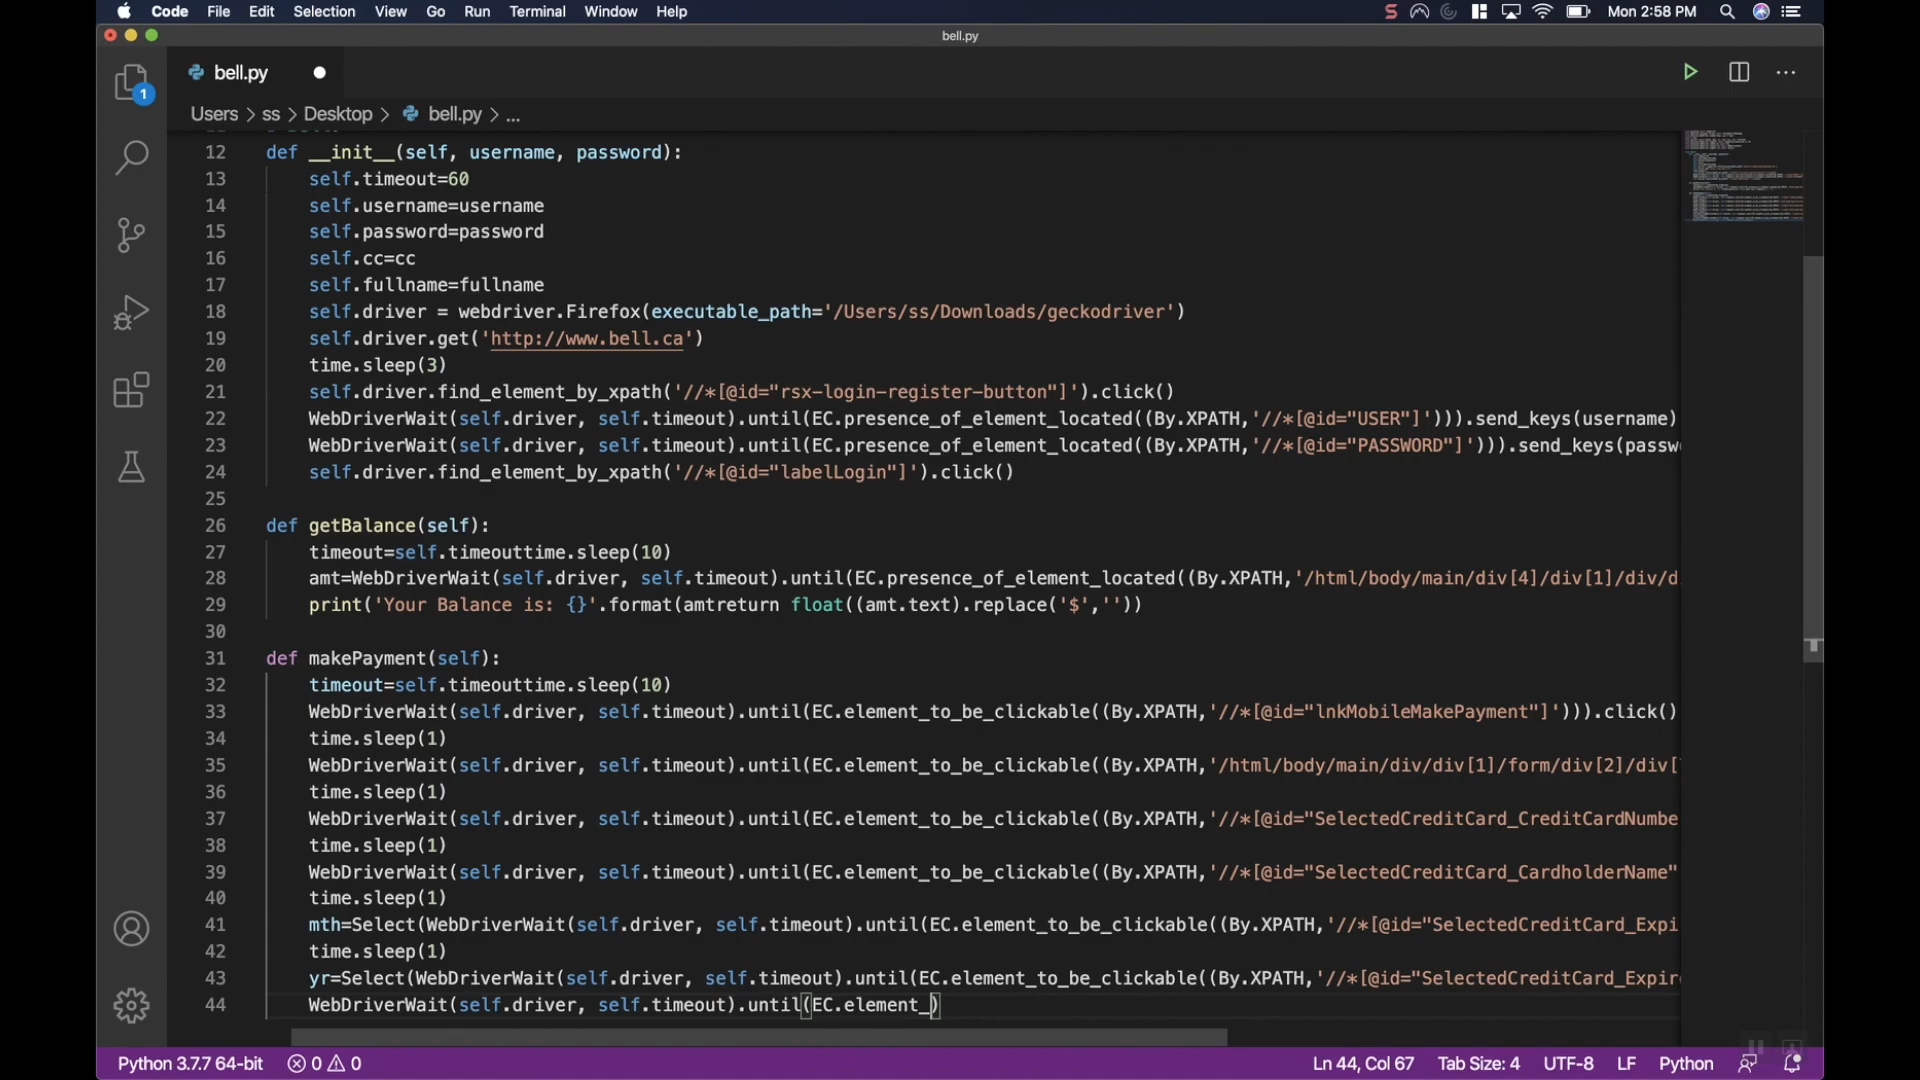 Code File Edit Selection View Go Run Terminal Window Help
Mon 2:58 PM
bell.py
1
bell.py
Users > ss > Desktop > bell.py > ...
12 def __init__(self, username, password):
13 self.timeout=60
14 self.username=username
15 self.password=password
16 self.cc=cc
17 self.fullname=fullname
18 self.driver = webdriver.Firefox(executable_path='/Users/ss/Downloads/geckodriver')
19 self.driver.get('http://www.bell.ca')
20 time.sleep(3)
21 self.driver.find_element_by_xpath('//*[@id="rsx-login-register-button"]').click()
22 WebDriverWait(self.driver, self.timeout).until(EC.presence_of_element_located((By.XPATH,'//*[@id="USER"]'))).send_keys(username)
23 WebDriverWait(self.driver, self.timeout).until(EC.presence_of_element_located((By.XPATH,'//*[@id="PASSWORD"]'))).send_keys(passw
24 self.driver.find_element_by_xpath('//*[@id="labelLogin"]').click()
25
26 def getBalance(self):
27 timeout=self.timeouttime.sleep(10)
28 amt=WebDriverWait(self.driver, self.timeout).until(EC.presence_of_element_located((By.XPATH,'/html/body/main/div[4]/div[1]/div/d
29 print('Your Balance is: {}'.format(amtreturn float((amt.text).replace('$',''))
30
31 def makePayment(self):
32 timeout=self.timeouttime.sleep(10)
33 WebDriverWait(self.driver, self.timeout).until(EC.element_to_be_clickable((By.XPATH,'//*[@id="lnkMobileMakePayment"]'))).click()
34 time.sleep(1)
35 WebDriverWait(self.driver, self.timeout).until(EC.element_to_be_clickable((By.XPATH,'/html/body/main/div/div[1]/form/div[2]/div[
36 time.sleep(1)
37 WebDriverWait(self.driver, self.timeout).until(EC.element_to_be_clickable((By.XPATH,'//*[@id="SelectedCreditCard_CreditCardNumbe
38 time.sleep(1)
39 WebDriverWait(self.driver, self.timeout).until(EC.element_to_be_clickable((By.XPATH,'//*[@id="SelectedCreditCard_CardholderName"
40 time.sleep(1)
41 mth=Select(WebDriverWait(self.driver, self.timeout).until(EC.element_to_be_clickable((By.XPATH,'//*[@id="SelectedCreditCard_Expi
42 time.sleep(1)
43 yr=Select(WebDriverWait(self.driver, self.timeout).until(EC.element_to_be_clickable((By.XPATH,'//*[@id="SelectedCreditCard_Expir
44 WebDriverWait(self.driver, self.timeout).until(EC.element_)
Python 3.7.7 64-bit 0 0 Ln 44, Col 67 Tab Size: 4 UTF-8 LF Python